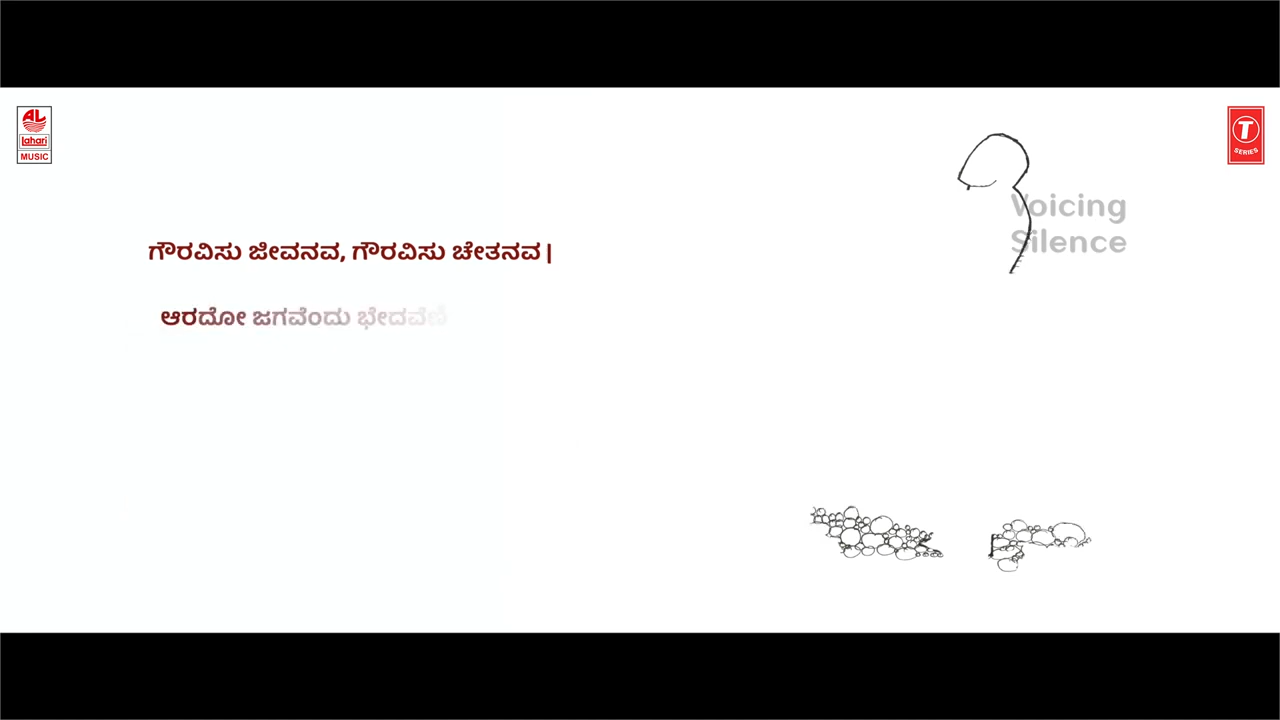 AL
Lahari
MUSIC
T
SERIES
Voicing
Silence
ಗೌರವಿಸು ಜೀವನವ, ಗೌರವಿಸು ಚೇತನವ |
ಆರದೋ ಜಗವೆಂದು ಭೇದವೆಣಿ